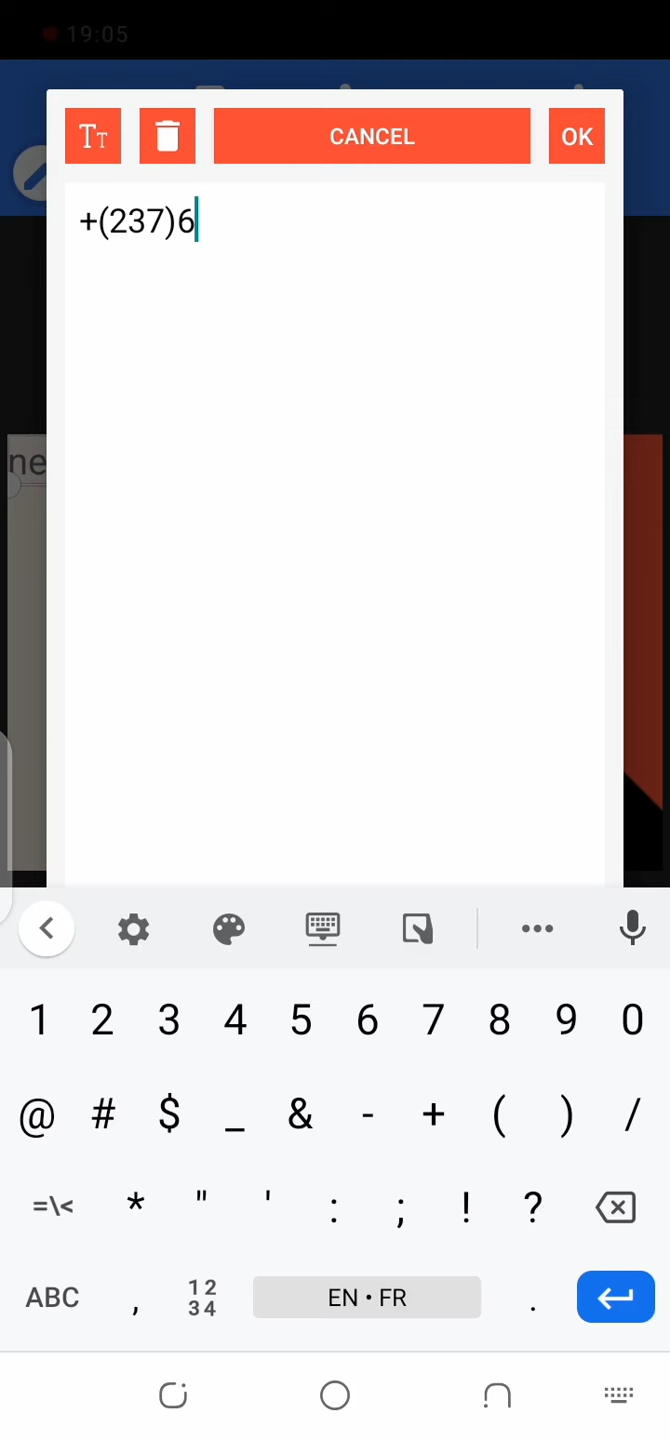 19:05
Tт CANCEL OK
+(237)6
ne
1 2 3 4 5 6 7 8 9 0
@ # $ _ & - + ( ) /
=\< * " ' : ; ! ?
ABC , 12 34 EN • FR .